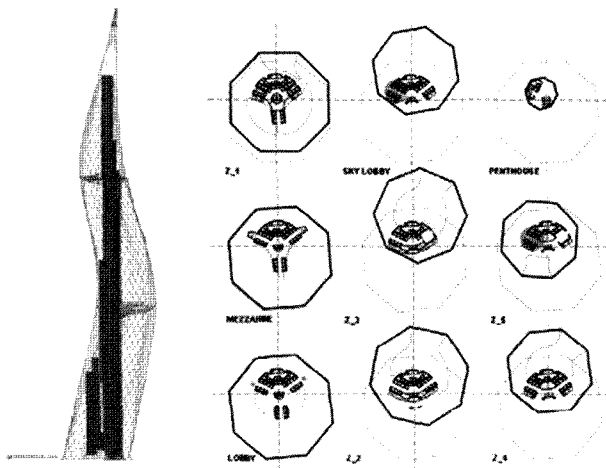 Z_1
SKY LOBBY
PENTHOUSE
MEZZANINE
Z_3
Z_5
LOBBY
Z_2
Z_4